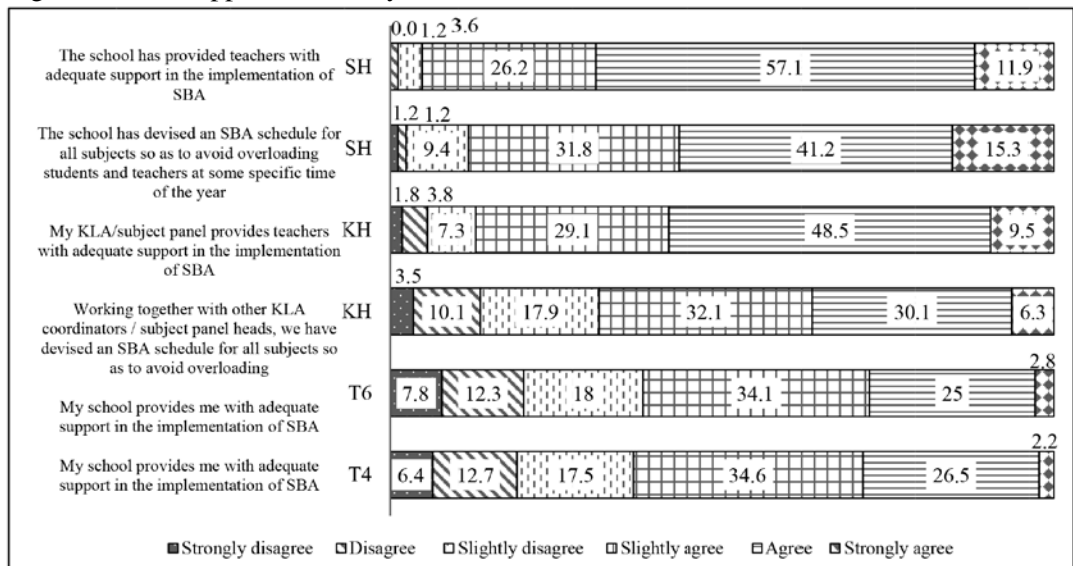 0.0 1.2 3.6
The school has provided teachers with
adequate support in the implementation of
SBA
SH 26.2 57.1 11.9
1.2 1.2
The school has devised an SBA schedule for
all subjects so as to avoid overloading
students and teachers at some specific time
of the year
SH 9.4 31.8 41.2 15.3
1.8 3.8
My KLA/subject panel provides teachers
with adequate support in the implementation
of SBA
KH 7.3 29.1 48.5 9.5
3.5
Working together with other KLA
coordinators / subject panel heads, we have
devised an SBA schedule for all subjects so
as to avoid overloading
KH 10.1 17.9 32.1 30.1 6.3
2.8
My school provides me with adequate
support in the implementation of SBA
T6 7.8 12.3 18 34.1 25
2.2
My school provides me with adequate
support in the implementation of SBA
T4 6.4 12.7 17.5 34.6 26.5
Strongly disagree Disagree Slightly disagree Slightly agree Agree Strongly agree